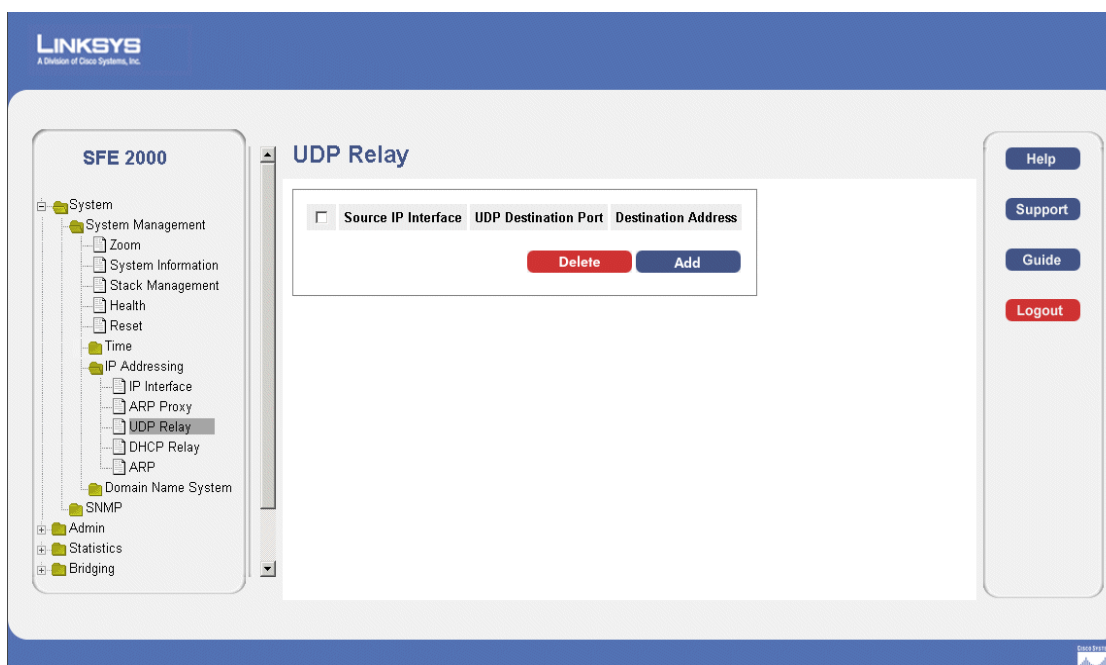 LINKSYS
A Division of Cisco Systems, Inc.
SFE 2000
System
System Management
Zoom
System Information
Stack Management
Health
Reset
Time
IP Addressing
IP Interface
ARP Proxy
UDP Relay
DHCP Relay
ARP
Domain Name System
SNMP
Admin
Statistics
Bridging
UDP Relay
Source IP Interface UDP Destination Port Destination Address
Delete Add
Help
Support
Guide
Logout